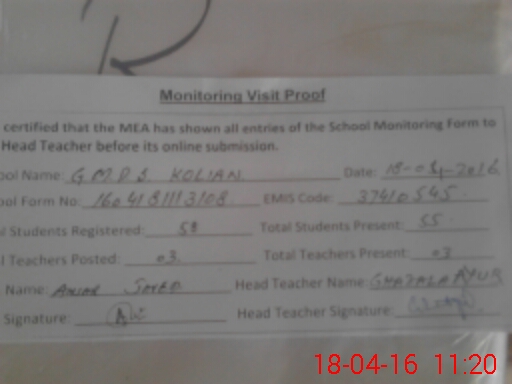 Monitoring Visit Proof
certified that the MEA has shown all entries of the School Monitoring Form to
Head Teacher before its online submission.
ool Name: G.M.P.S KOLIAN Date: 18-04-2016
ool Form No: 1604181113108 EMIS Code: 37410545
l Students Registered: 58 Total Students Present: 55
l Teachers Posted: 03 Total Teachers Present: 03
Name: Head Teacher Name: GHAZALA AYUB
Signature: Head Teacher Signature:
18-04-16 11:20